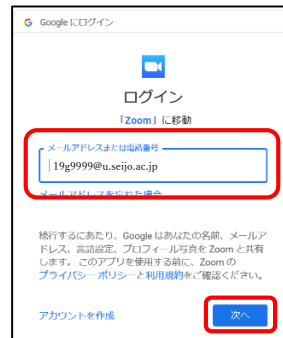 Google にログイン
ログイン
「Zoom」に移動
メールアドレスまたは電話番号
19g9999@u.seijo.ac.jp
メールアドレスを忘れた場合
続行するにあたり、Google はあなたの名前、メールア
ドレス、言語設定、プロフィール写真を Zoom と共有
します。このアプリを使用する前に、Zoom の
プライバシー ポリシーと利用規約をご確認ください。
アカウントを作成
次へ